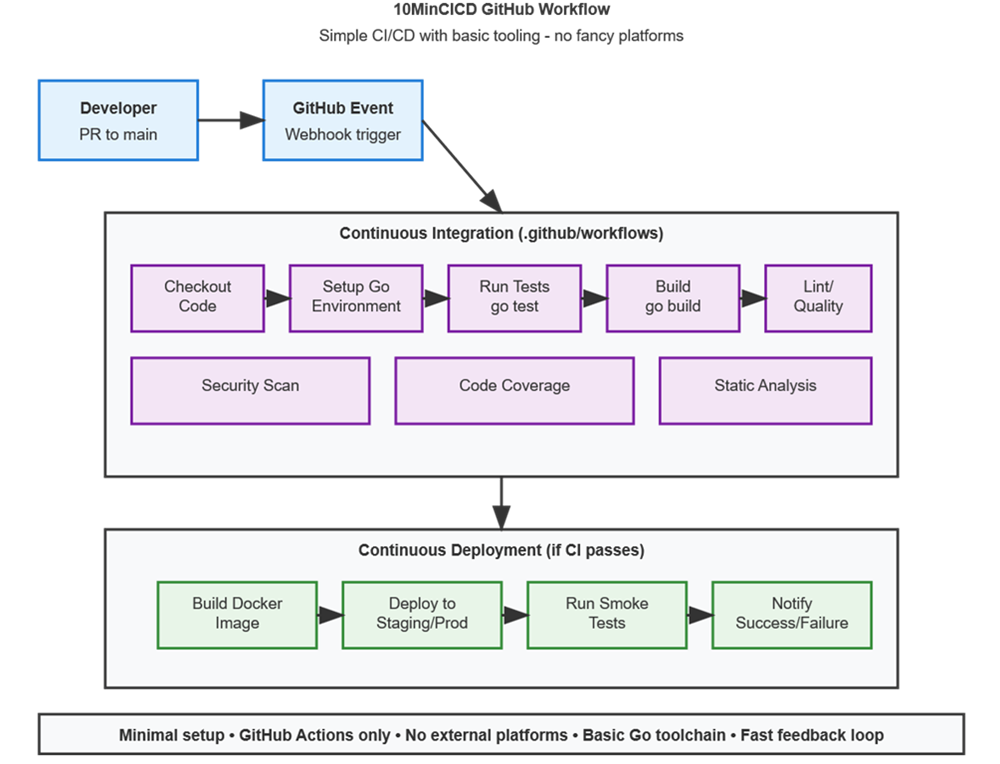 10MinCICD GitHub Workflow
Simple CI/CD with basic tooling - no fancy platforms
Developer
PR to main
GitHub Event
Webhook trigger
Continuous Integration (.github/workflows)
Checkout
Code
Setup Go
Environment
Run Tests
go test
Build
go build
Lint/
Quality
Security Scan
Code Coverage
Static Analysis
Continuous Deployment (if CI passes)
Build Docker
Image
Deploy to
Staging/Prod
Run Smoke
Tests
Notify
Success/Failure
Minimal setup • GitHub Actions only • No external platforms • Basic Go toolchain • Fast feedback loop